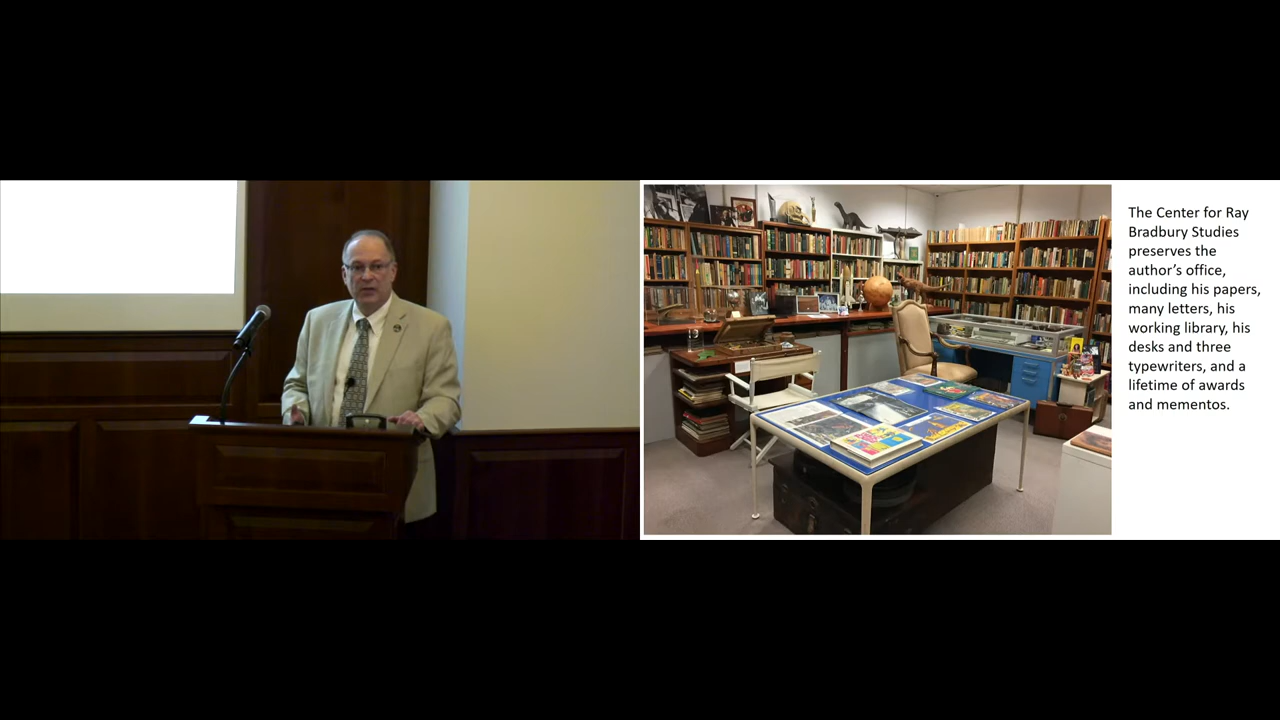 The Center for Ray
Bradbury Studies
preserves the
author's office,
including his papers,
many letters, his
working library, his
desks and three
typewriters, and a
lifetime of awards
and mementos.